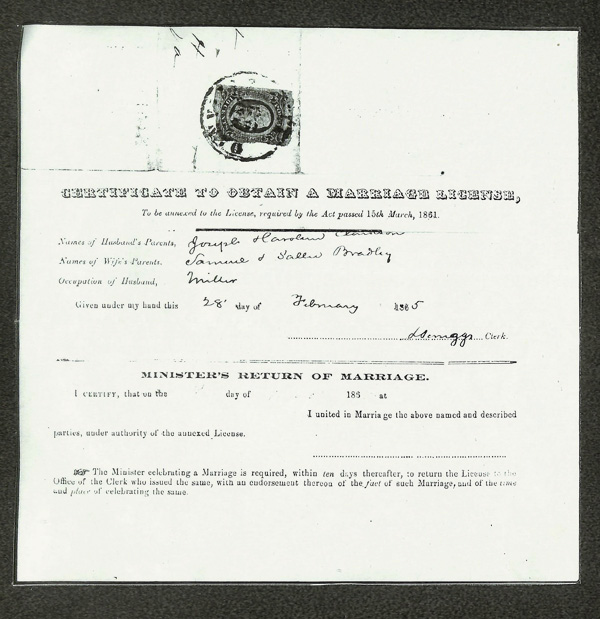 CERTIFICATE TO OBTAIN A MARRIAGE LICENSE,
To be annexed to the License, required by the Act passed 15th March, 1861.
Names of Husband's Parents, Joseph &
Names of Wife's Parents. Samuel & Sallie Bradley
Occupation of Husband, Miller
Given under my hand this 28 day of February 1865
Clerk.
MINISTER'S RETURN OF MARRIAGE.
I CERTIFY, that on the day of 186 at
I united in Marriage the above named and described
parties, under authority of the annexed License.
The Minister celebrating a Marriage is required, within ten days thereafter, to return the License to the
Office of the Clerk who issued the same, with an endorsement thereon of the fact of such Marriage, and of the time
and place of celebrating the same.